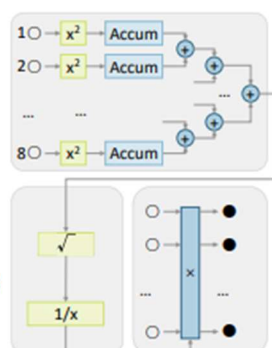 1 x² Accum
+
2 x² Accum
+
... ... ... +
8 x² Accum
+
+
√
1/x
×
... ...